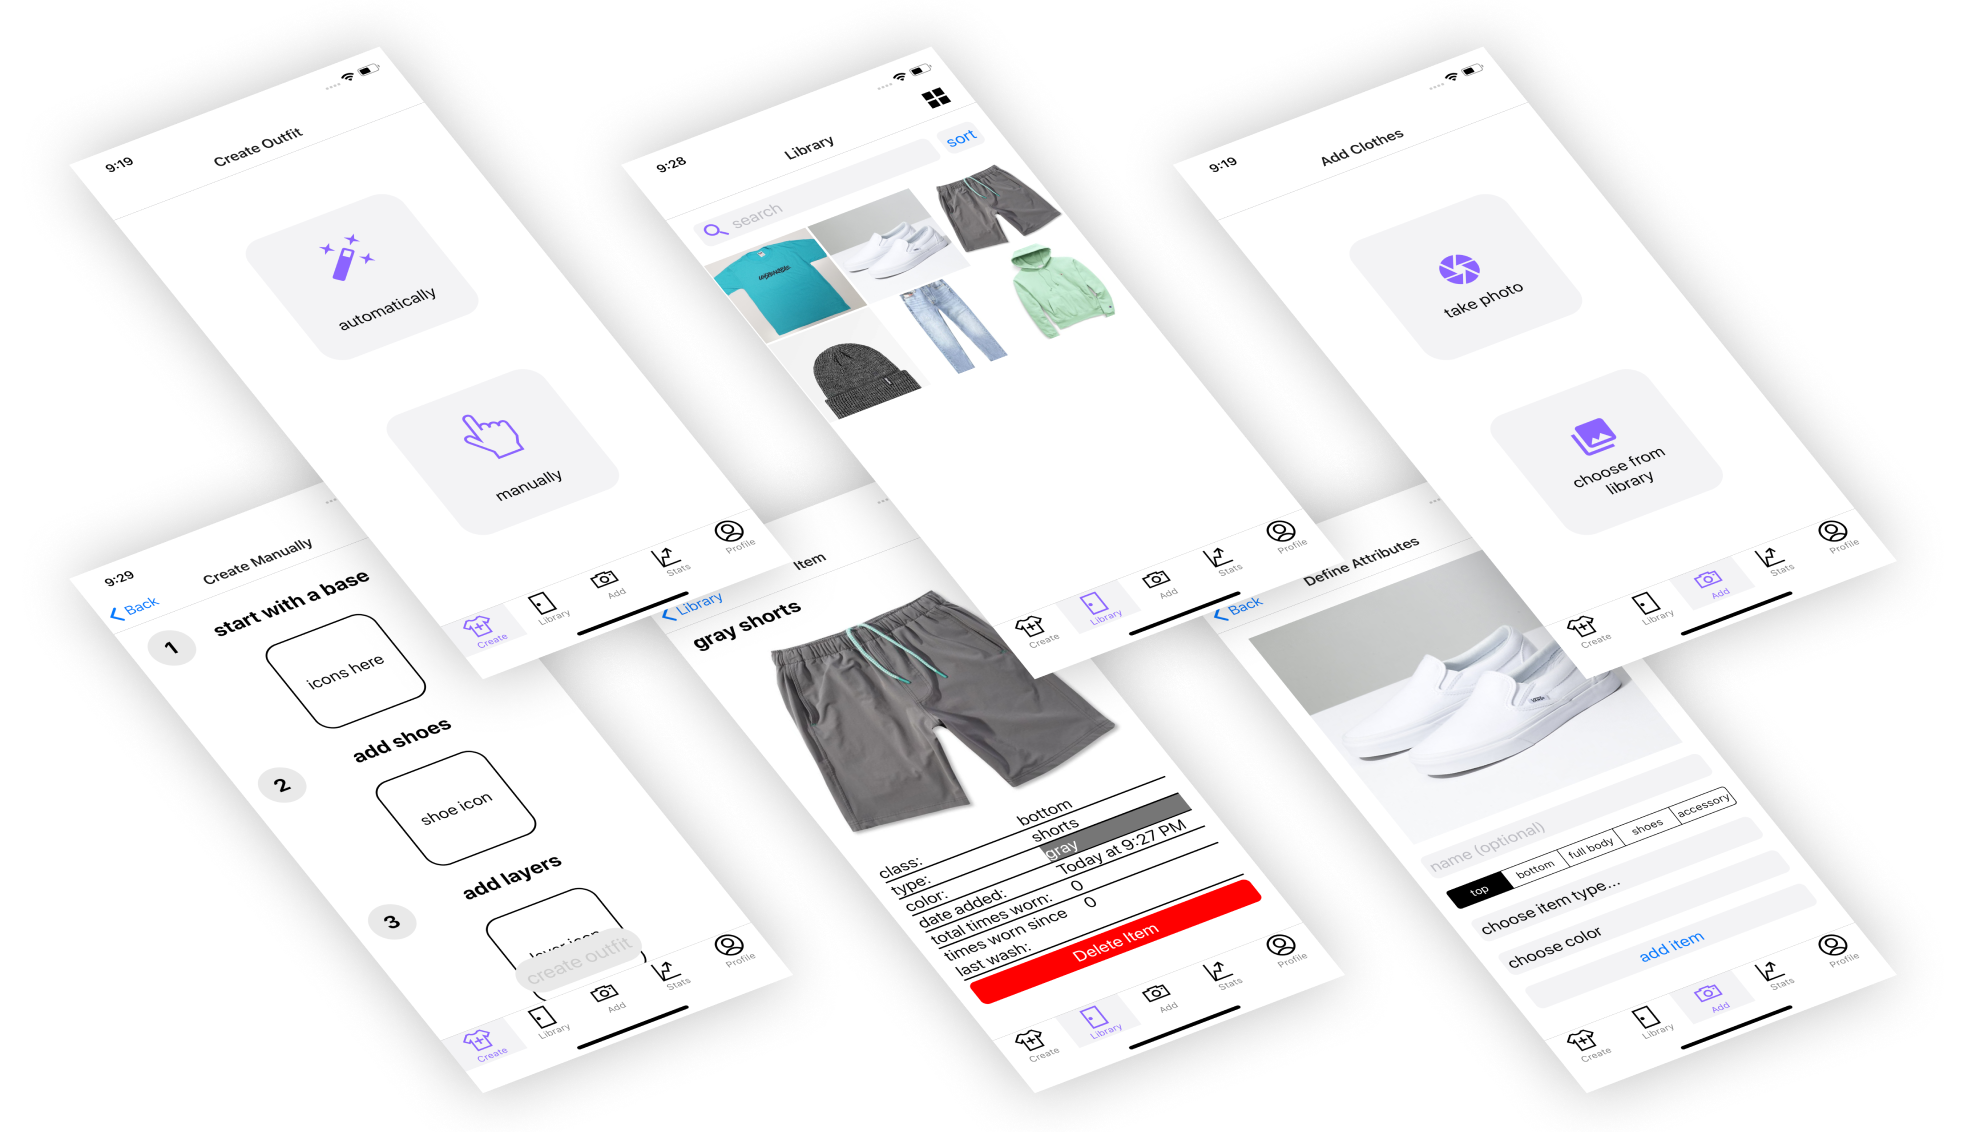 9:19
Create Outfit
automatically
manually
Create
Library
Add
Stats
Profile
9:28
Library
search
sort
Create
Library
Add
Stats
Profile
9:19
Add Clothes
take photo
choose from
library
Create
Library
Add
Stats
Profile
9:29
Back
Create Manually
1
start with a base
icons here
2
add shoes
shoe icon
3
add layers
layer icon
create outfit
Create
Library
Add
Stats
Profile
Library
Item
gray shorts
class: bottom
type: shorts
color: gray
date added: Today at 9:27 PM
total times worn: 0
times worn since
last wash: 0
Delete Item
Create
Library
Add
Stats
Profile
Back
Define Attributes
name (optional)
top bottom full body shoes accessory
choose item type...
choose color
add item
Create
Library
Add
Stats
Profile